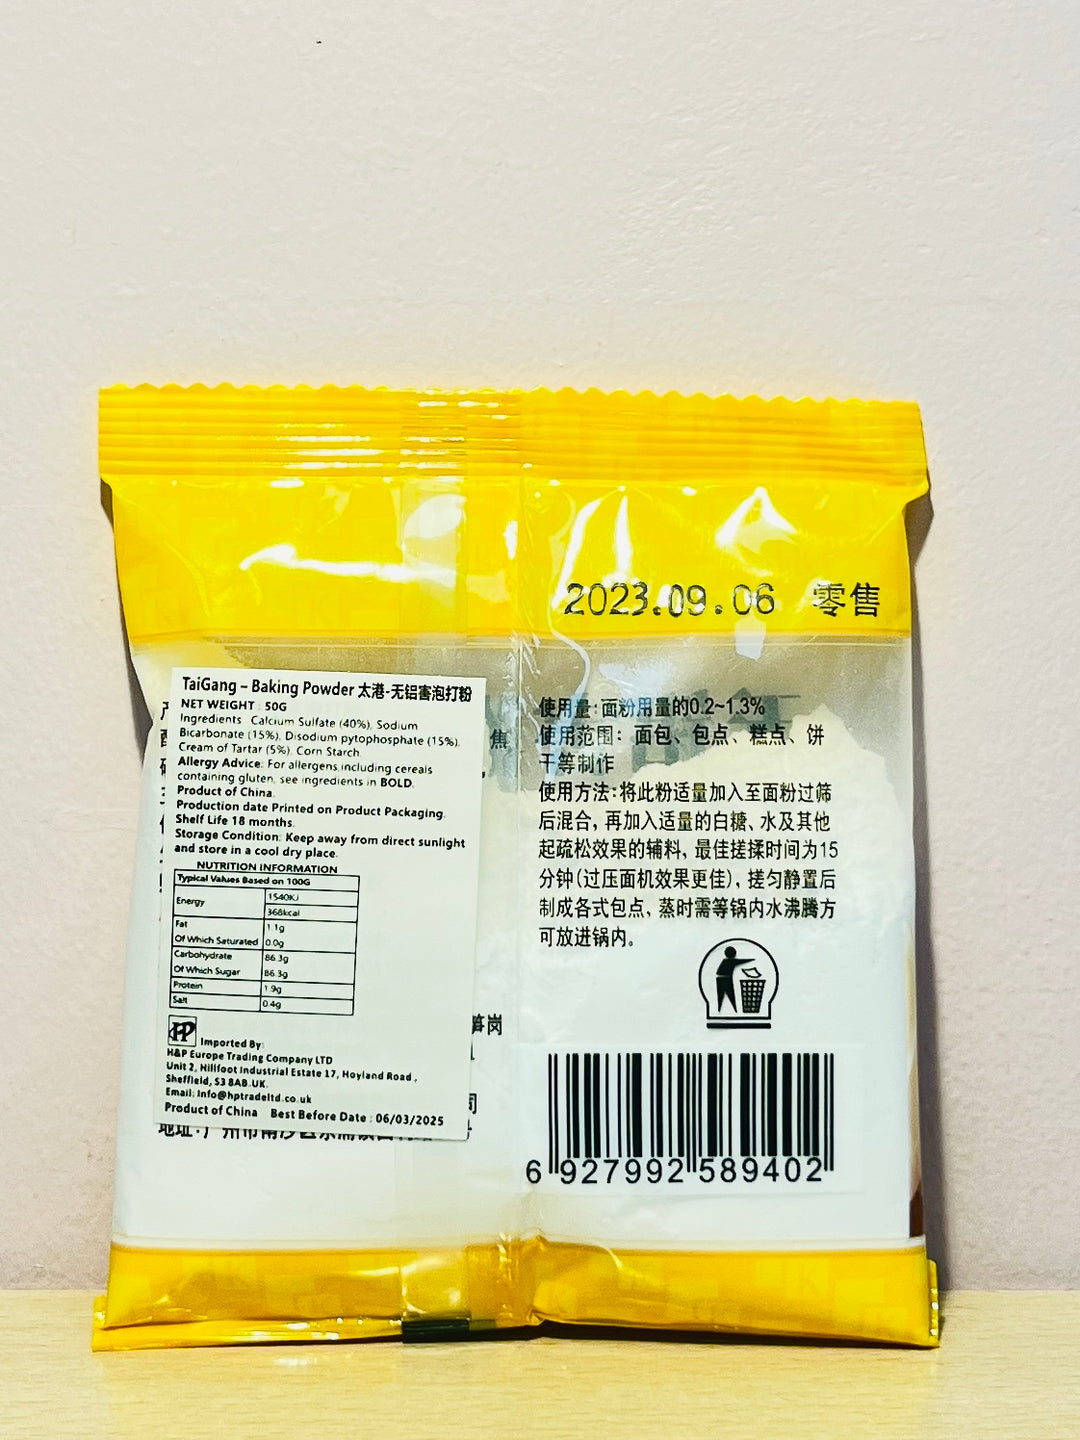 2023.09.06 零售
TaiGang – Baking Powder 太港-无铝害泡打粉
NET WEIGHT : 50G
Ingredients Calcium Sulfate (40%), Sodium
Bicarbonate (15%), Disodium pytophosphate (15%),
Cream of Tartar (5%), Corn Starch.
Allergy Advice: For allergens including cereals
containing gluten, see ingredients in BOLD.
Product of China.
Production date Printed on Product Packaging.
Shelf Life 18 months.
Storage Condition: Keep away from direct sunlight
and store in a cool dry place.
NUTRITION INFORMATION
Typical Values Based on 100G
Energy 1540KJ
368kcal
Fat 1.1g
Of Which Saturated 0.0g
Carbohydrate 86.3g
Of Which Sugar 86.3g
Protein 1.9g
Salt 0.4g
HP Imported By:
H&P Europe Trading Company LTD
Unit 2, Hillfoot Industrial Estate 17, Hoyland Road,
Sheffield, S3 8AB.UK.
Email: Info@hptradeltd.co.uk
Product of China Best Before Date : 06/03/2025
焦
笋岗
司
使用量:面粉用量的0.2~1.3%
使用范围: 面包、包点、糕点、饼
干等制作
使用方法:将此粉适量加入至面粉过筛
后混合, 再加入适量的白糖、水及其他
起疏松效果的辅料, 最佳搓揉时间为15
分钟(过压面机效果更佳), 搓匀静置后
制成各式包点, 蒸时需等锅内水沸腾方
可放进锅内。
6 927992 589402